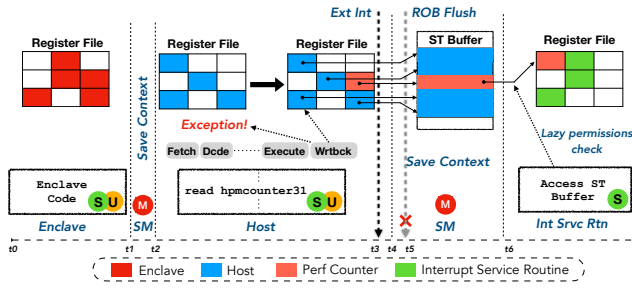 Ext Int
ROB Flush
Register File
Register File
Register File
ST Buffer
Register File
Save Context
Exception!
Fetch
Dcode
Execute
Wrtbck
Lazy permissions
check
Save Context
Enclave
Code
S U
M
read hpmcounter31
S U
M
Access ST
Buffer
S
Enclave
SM
Host
SM
Int Srvc Rtn
t0
t1
t2
t3
t4
t5
t6
Enclave
Host
Perf Counter
Interrupt Service Routine